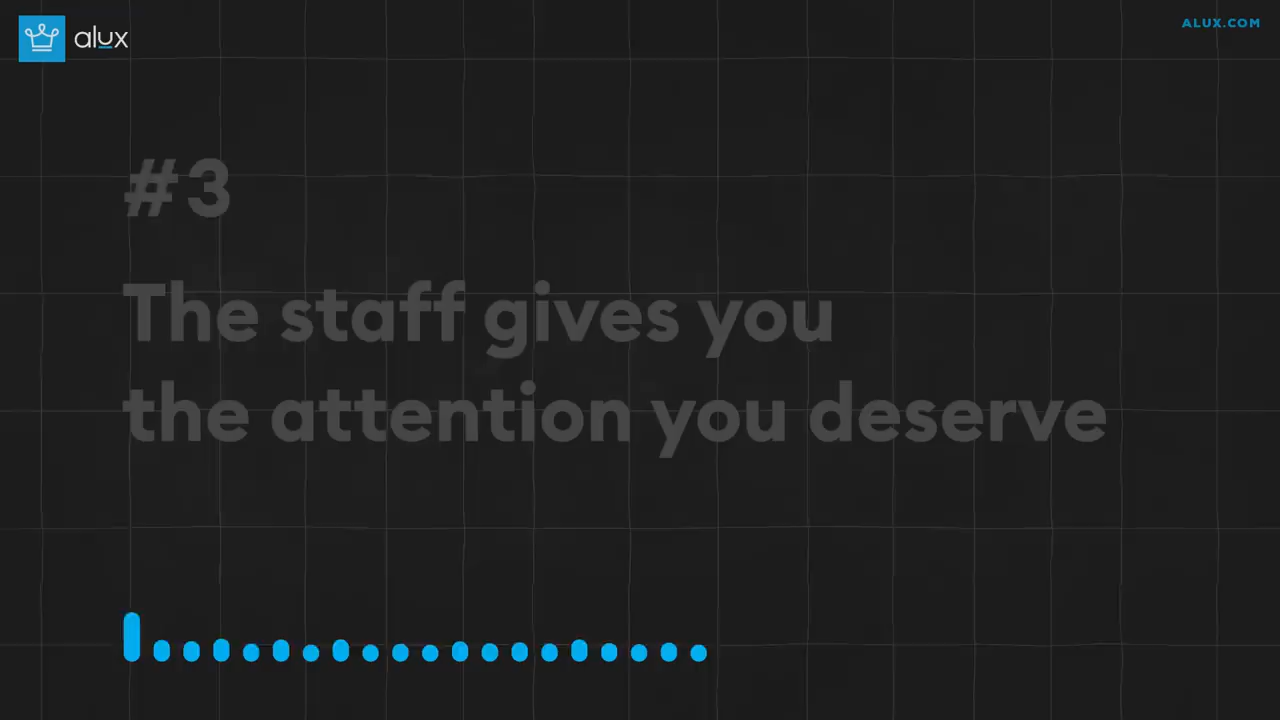 alux
ALUX.COM
#3
The staff gives you
the attention you deserve